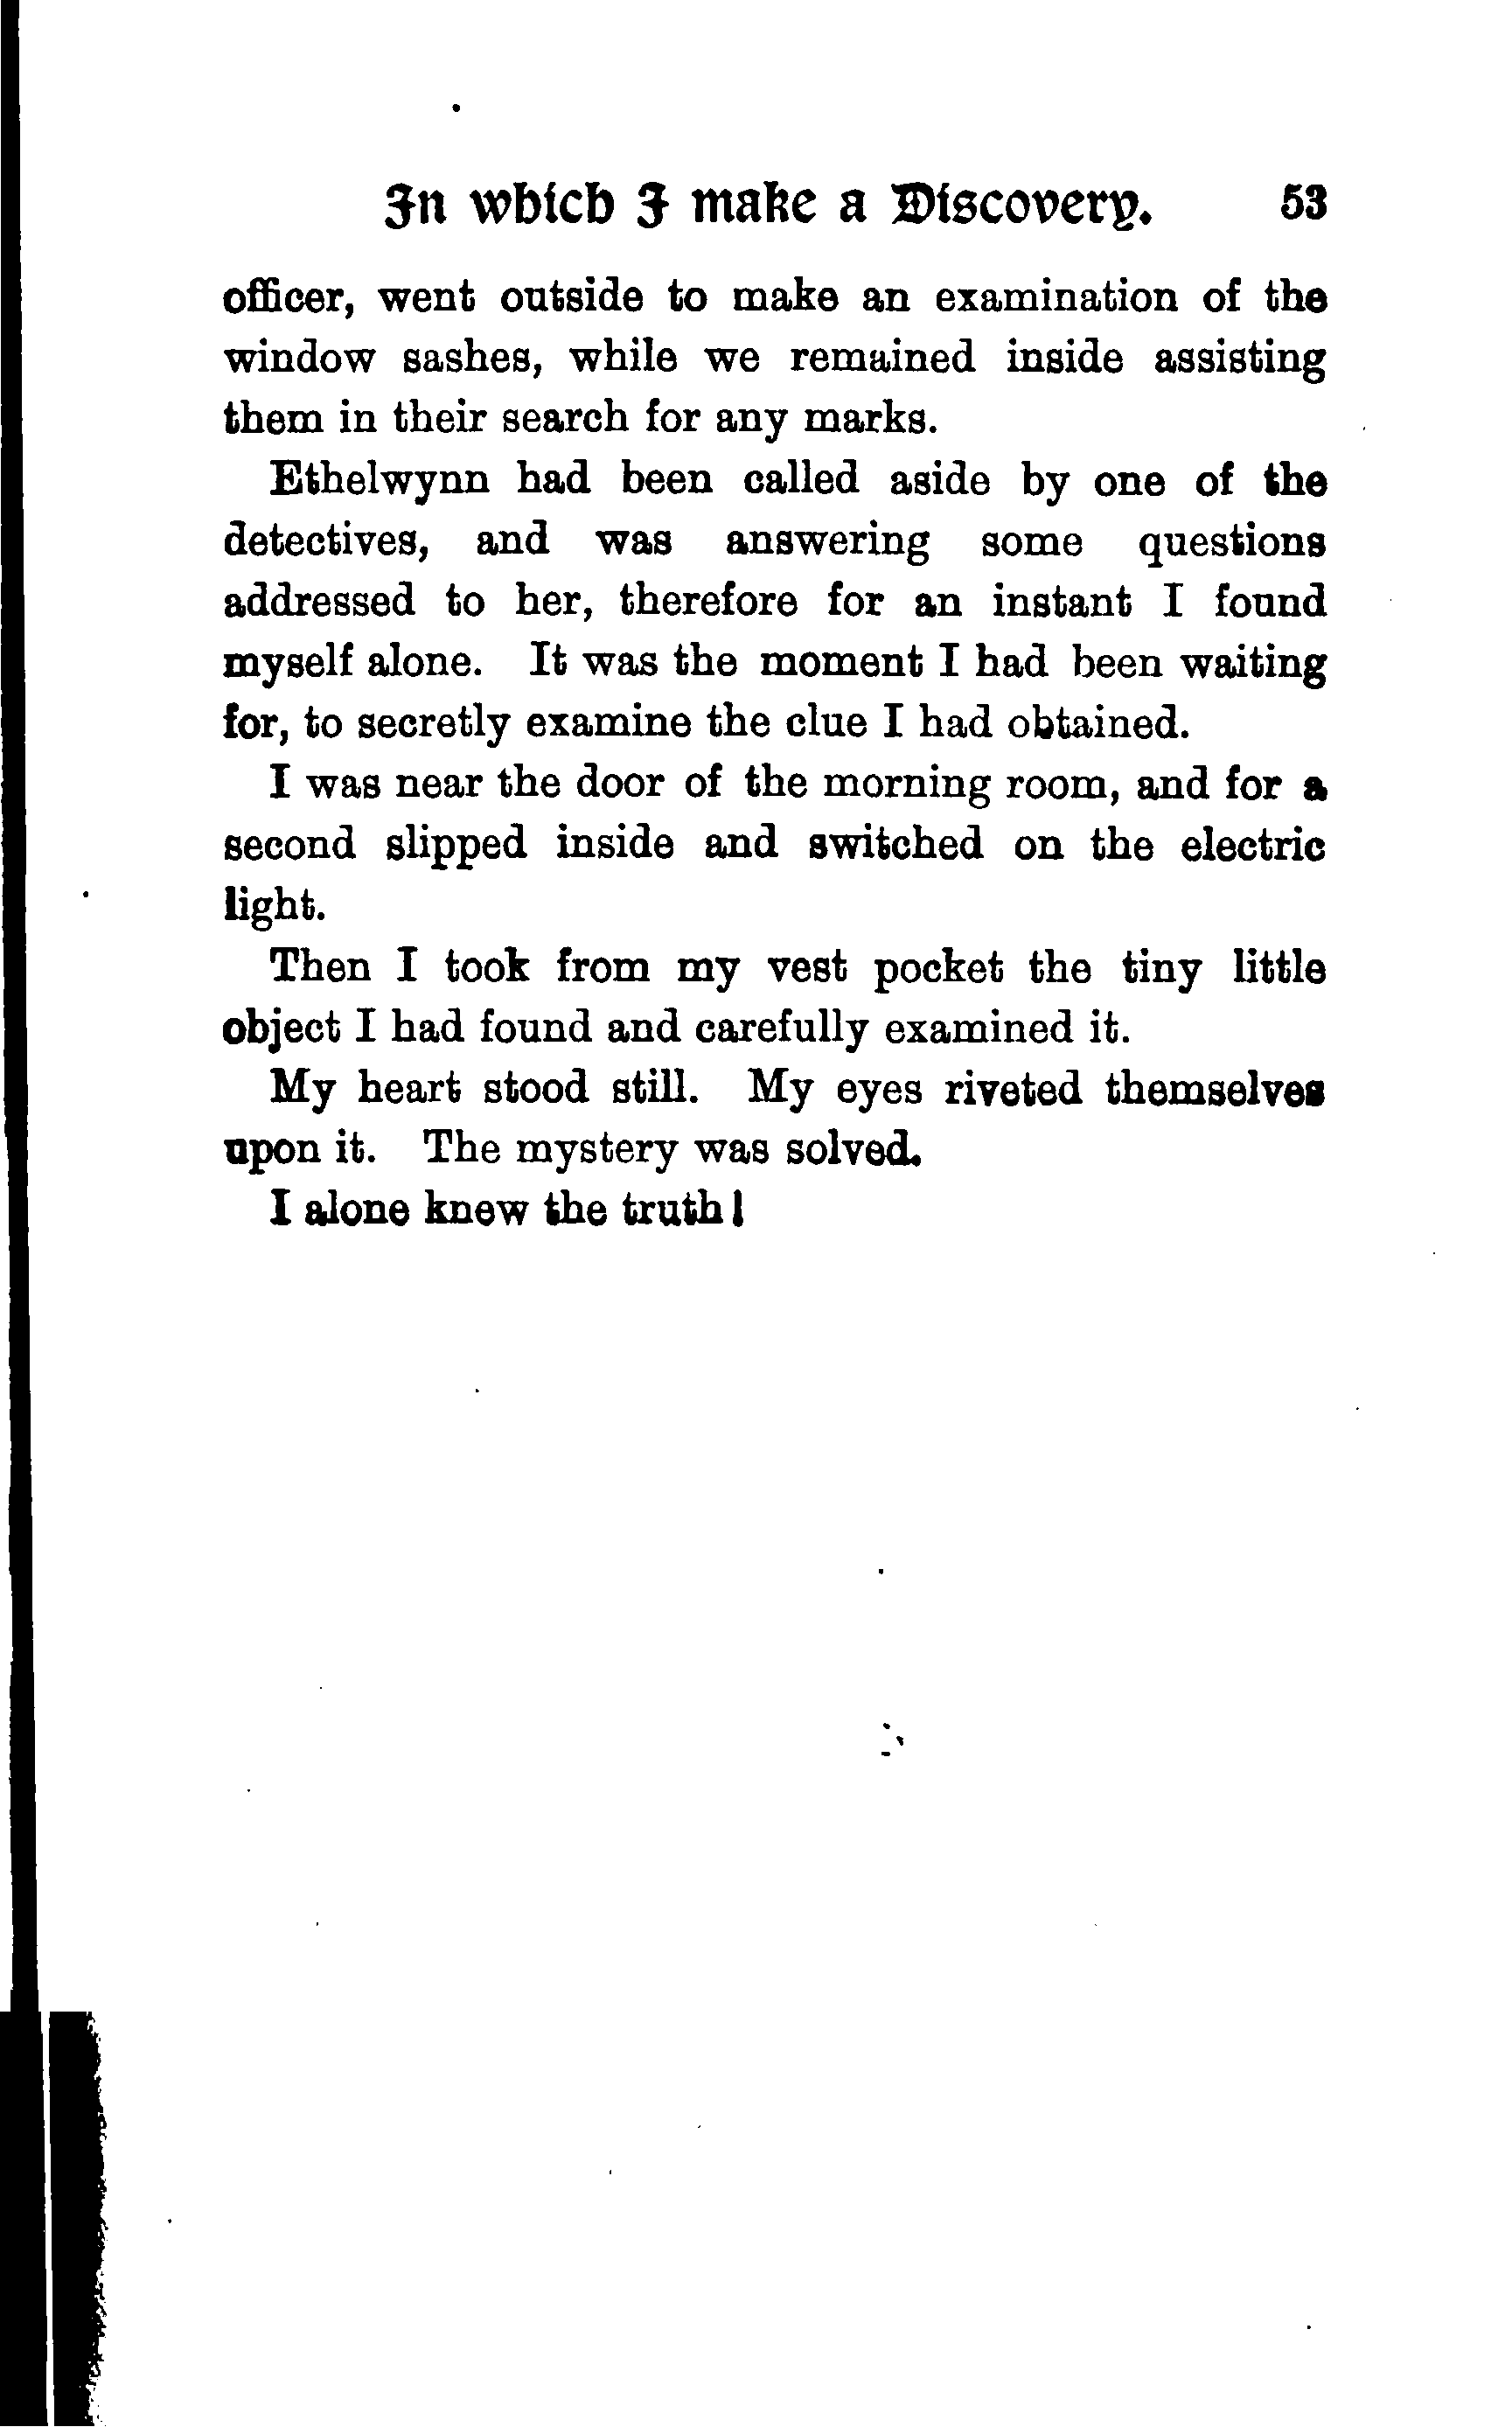 In which I make a Discovery. 53
officer, went outside to make an examination of the
window sashes, while we remained inside assisting
them in their search for any marks.
Ethelwynn had been called aside by one of the
detectives, and was answering some questions
addressed to her, therefore for an instant I found
myself alone. It was the moment I had been waiting
for, to secretly examine the clue I had obtained.
I was near the door of the morning room, and for a
second slipped inside and switched on the electric
light.
Then I took from my vest pocket the tiny little
object I had found and carefully examined it.
My heart stood still. My eyes riveted themselves
upon it. The mystery was solved.
I alone knew the truth!